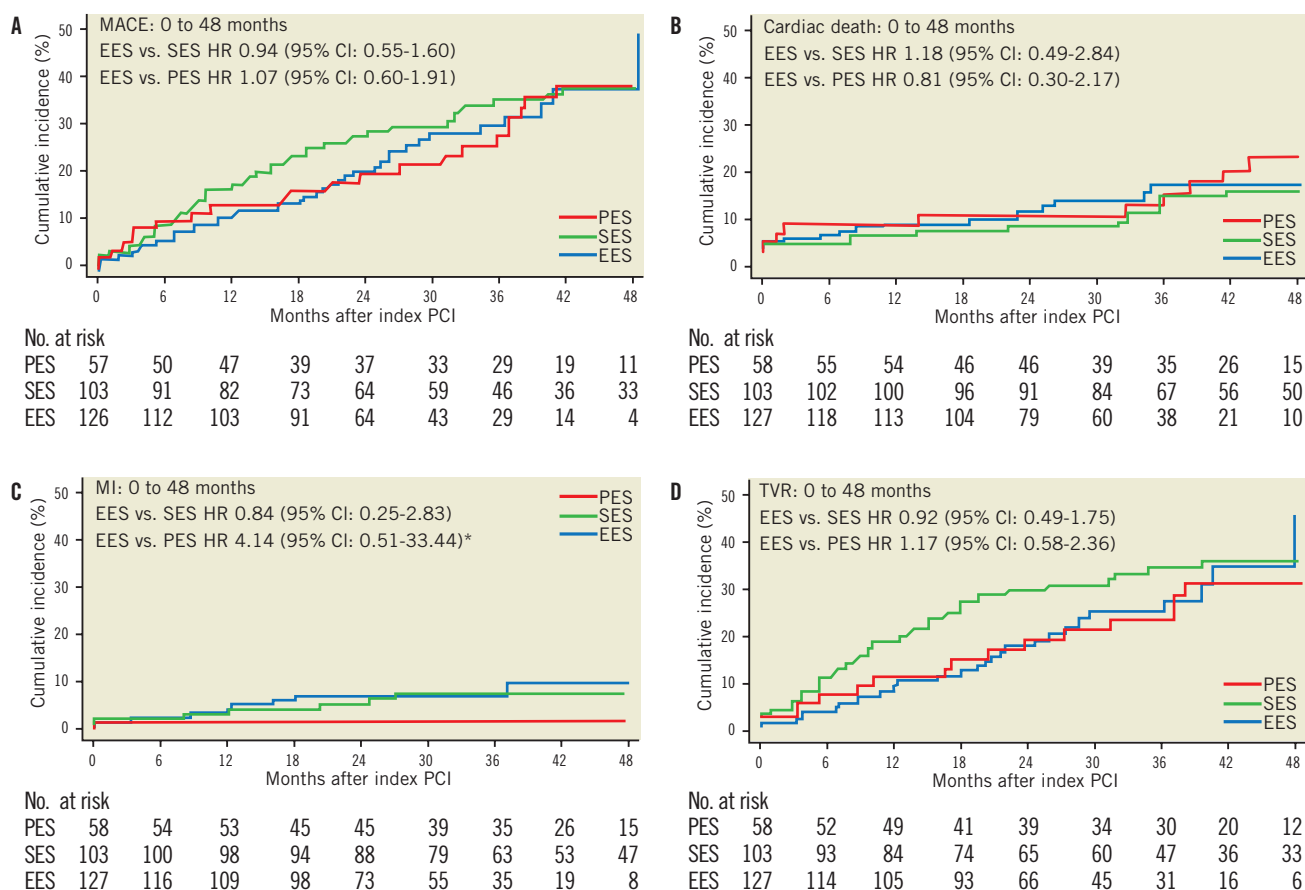 A
MACE: 0 to 48 months
EES vs. SES HR 0.94 (95% CI: 0.55-1.60)
EES vs. PES HR 1.07 (95% CI: 0.60-1.91)
Cumulative incidence (%)
50
40
30
20
10
0
PES
SES
EES
0 6 12 18 24 30 36 42 48
Months after index PCI
No. at risk
PES 57 50 47 39 37 33 29 19 11
SES 103 91 82 73 64 59 46 36 33
EES 126 112 103 91 64 43 29 14 4
B
Cardiac death: 0 to 48 months
EES vs. SES HR 1.18 (95% CI: 0.49-2.84)
EES vs. PES HR 0.81 (95% CI: 0.30-2.17)
Cumulative incidence (%)
50
40
30
20
10
0
PES
SES
EES
0 6 12 18 24 30 36 42 48
Months after index PCI
No. at risk
PES 58 55 54 46 46 39 35 26 15
SES 103 102 100 96 91 84 67 56 50
EES 127 118 113 104 79 60 38 21 10
C
MI: 0 to 48 months
EES vs. SES HR 0.84 (95% CI: 0.25-2.83)
EES vs. PES HR 4.14 (95% CI: 0.51-33.44)*
Cumulative incidence (%)
50
40
30
20
10
0
PES
SES
EES
0 6 12 18 24 30 36 42 48
Months after index PCI
No. at risk
PES 58 54 53 45 45 39 35 26 15
SES 103 100 98 94 88 79 63 53 47
EES 127 116 109 98 73 55 35 19 8
D
TVR: 0 to 48 months
EES vs. SES HR 0.92 (95% CI: 0.49-1.75)
EES vs. PES HR 1.17 (95% CI: 0.58-2.36)
Cumulative incidence (%)
50
40
30
20
10
0
PES
SES
EES
0 6 12 18 24 30 36 42 48
Months after index PCI
No. at risk
PES 58 52 49 41 39 34 30 20 12
SES 103 93 84 74 65 60 47 36 33
EES 127 114 105 93 66 45 31 16 6